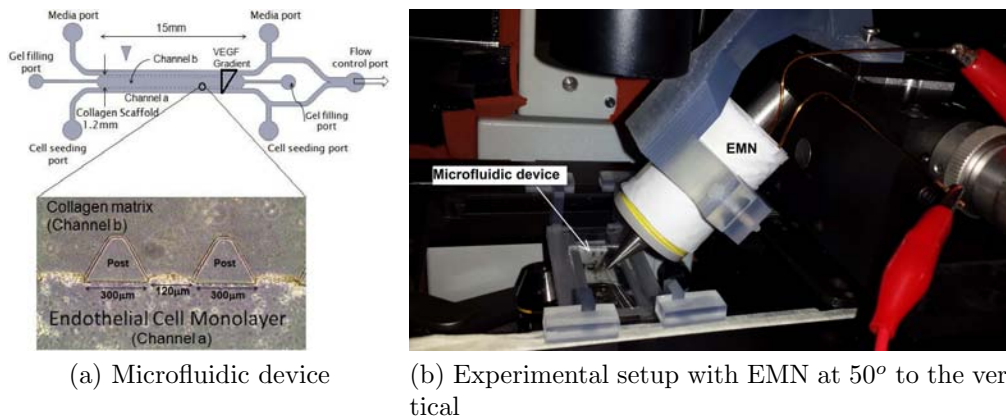 Media port
Media port
15mm
Gel filling
port
Channel b
VEGF
Gradient
Flow
control port
Channel a
Collagen Scaffold
1.2mm
Gel filling
port
Cell seeding
port
Cell seeding port
Collagen matrix
(Channel b)
Post
Post
300μm
120μm
300μm
Endothelial Cell Monolayer
(Channel a)
EMN
Microfluidic device
(a) Microfluidic device
(b) Experimental setup with EMN at 50o to the ver
tical